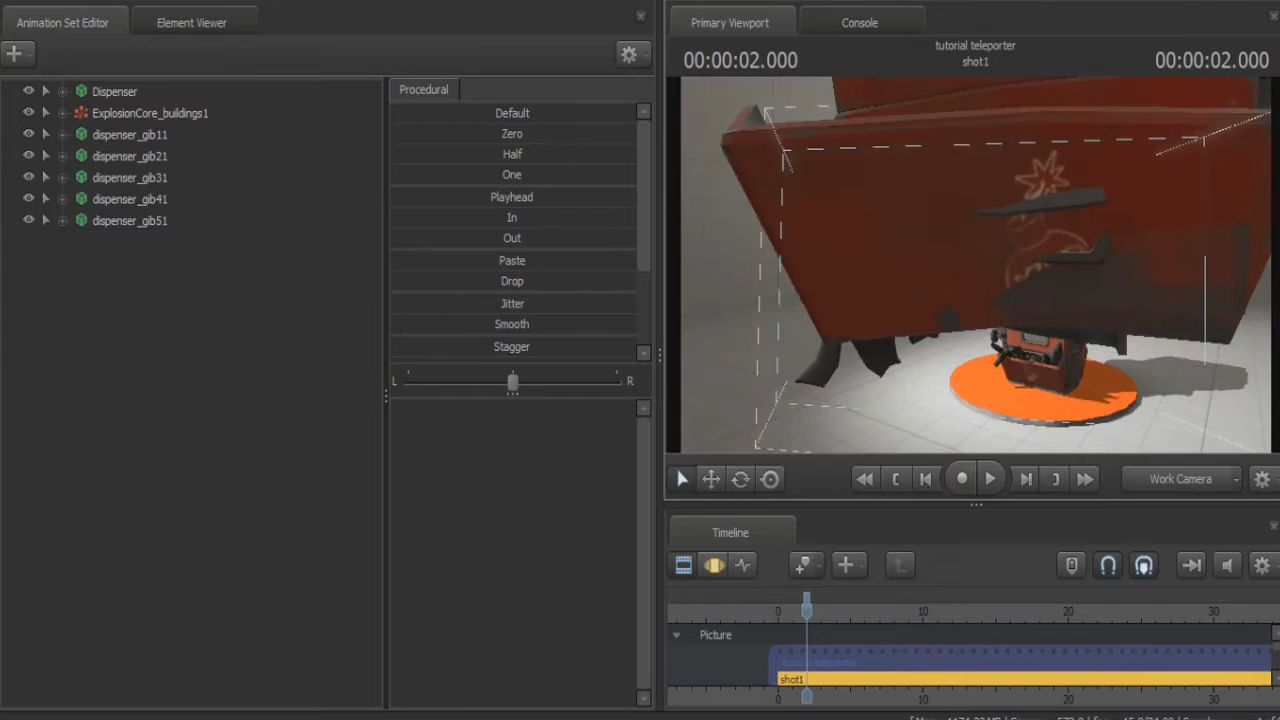 Animation Set Editor
Element Viewer
Primary Viewport
Console
00:00:02.000
tutorial teleporter
shot1
00:00:02.000
Dispenser
ExplosionCore_buildings1
dispenser_gib11
dispenser_gib21
dispenser_gib31
dispenser_gib41
dispenser_gib51
Procedural
Default
Zero
Half
One
Playhead
In
Out
Paste
Drop
Jitter
Smooth
Stagger
L
R
Work Camera
Timeline
0
10
20
30
Picture
tutorial teleporter
shot1
0
10
20
30